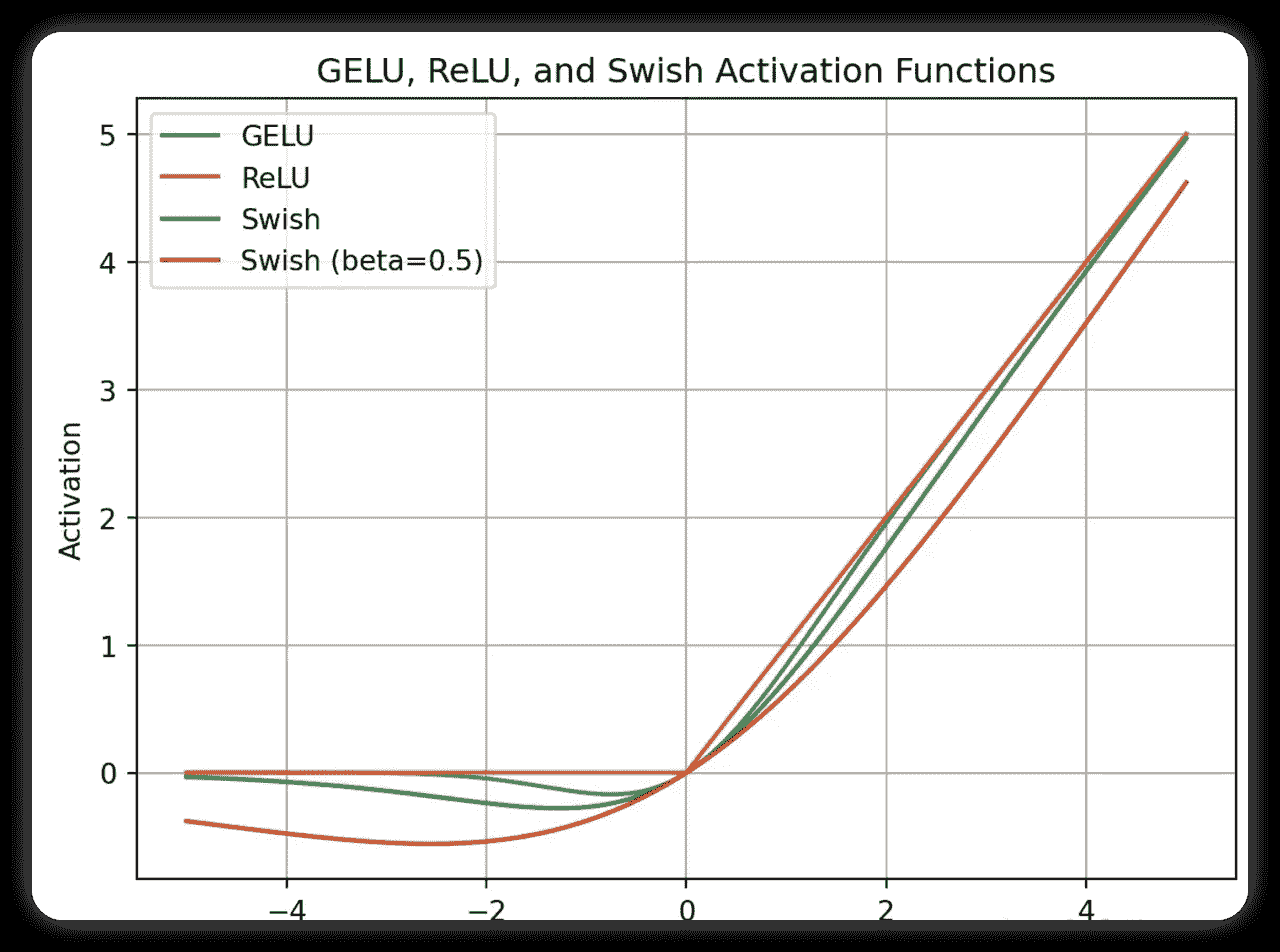 GELU, ReLU, and Swish Activation Functions
GELU
ReLU
Swish
Swish (beta=0.5)
5
4
3
2
1
0
Activation
−4
−2
0
2
4